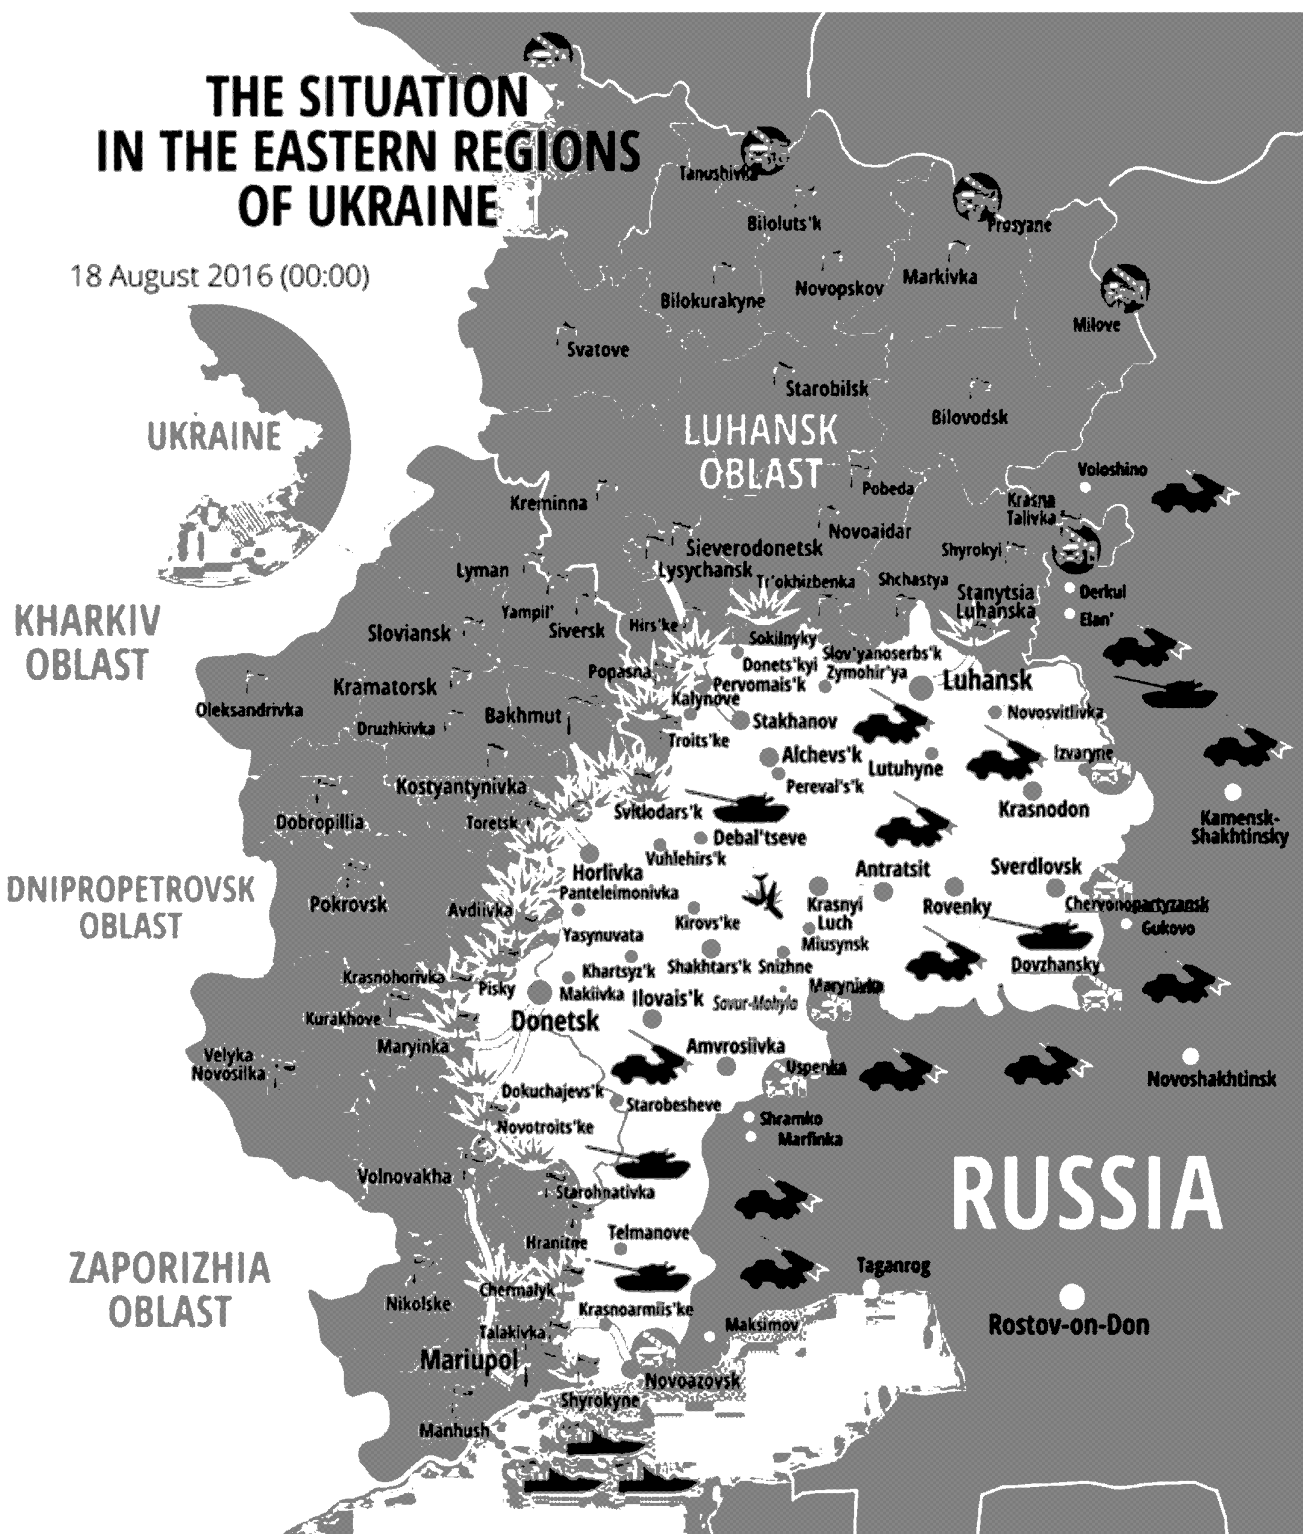 THE SITUATION
IN THE EASTERN REGIONS
OF UKRAINE
18 August 2016 (00:00)
Tanushivka
Prosyane
Biloluts'k
Markivka
Novopskov
Bilokurakyne
Milove
Svatove
Starobilsk
Bilovodsk
UKRAINE
LUHANSK
OBLAST
Voloshino
Pobeda
Kreminna
Krasna
Talivka
Novoaidar
Sieverodonetsk
Shyrokyi
Lysychansk
Lyman
Tr'okhizbenka
Shchastya
Stanytsia
Luhanska
Derkul
Elan'
KHARKIV
OBLAST
Yampil'
Siversk
Sloviansk
Hirs'ke
Sokilnyky
Slov'yanoserbs'k
Donets'kyi
Zymohir'ya
Popasna
Pervomais'k
Luhansk
Kramatorsk
Kalynove
Oleksandrivka
Bakhmut
Stakhanov
Novosvitlivka
Druzhkivka
Troits'ke
Alchevs'k
Izvaryne
Lutuhyne
Kostyantynivka
Pereval's'k
Svitlodars'k
Krasnodon
Kamensk-
Shakhtinsky
Dobropillia
Toretsk
Debal'tseve
Vuhlehirs'k
Horlivka
Antratsit
Sverdlovsk
DNIPROPETROVSK
OBLAST
Panteleimonivka
Pokrovsk
Avdiivka
Krasnyi
Luch
Rovenky
Chervonopartyzansk
Kirovs'ke
Gukovo
Yasynuvata
Miusynsk
Khartsyz'k
Shakhtars'k
Snizhne
Dovzhansky
Krasnohorivka
Pisky
Makiivka
Ilovais'k
Savur-Mohyla
Marynivka
Kurakhove
Donetsk
Maryinka
Amvrosiivka
Velyka
Novosilka
Uspenka
Novoshakhtinsk
Dokuchajevs'k
Starobesheve
Shramko
Novotroits'ke
Marfinka
Volnovakha
Starohnativka
RUSSIA
Telmanove
Hranitne
ZAPORIZHIA
OBLAST
Taganrog
Chermalyk
Nikolske
Krasnoarmiis'ke
Rostov-on-Don
Talakivka
Maksimov
Mariupol
Novoazovsk
Shyrokyne
Manhush